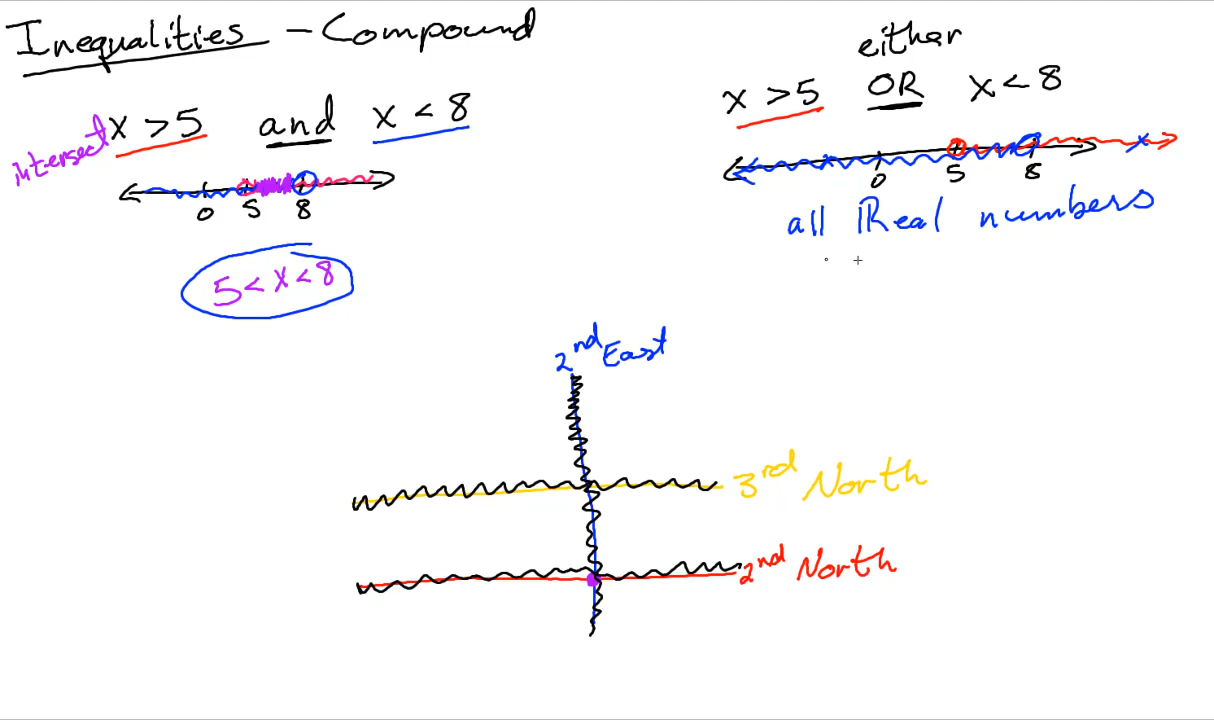 Inequalities - Compound
x > 5 and x < 8
intersect
0 5 8
5 < x < 8
either
x > 5 OR x < 8
0 5 8
x
all Real numbers
2nd East
3rd North
2nd North